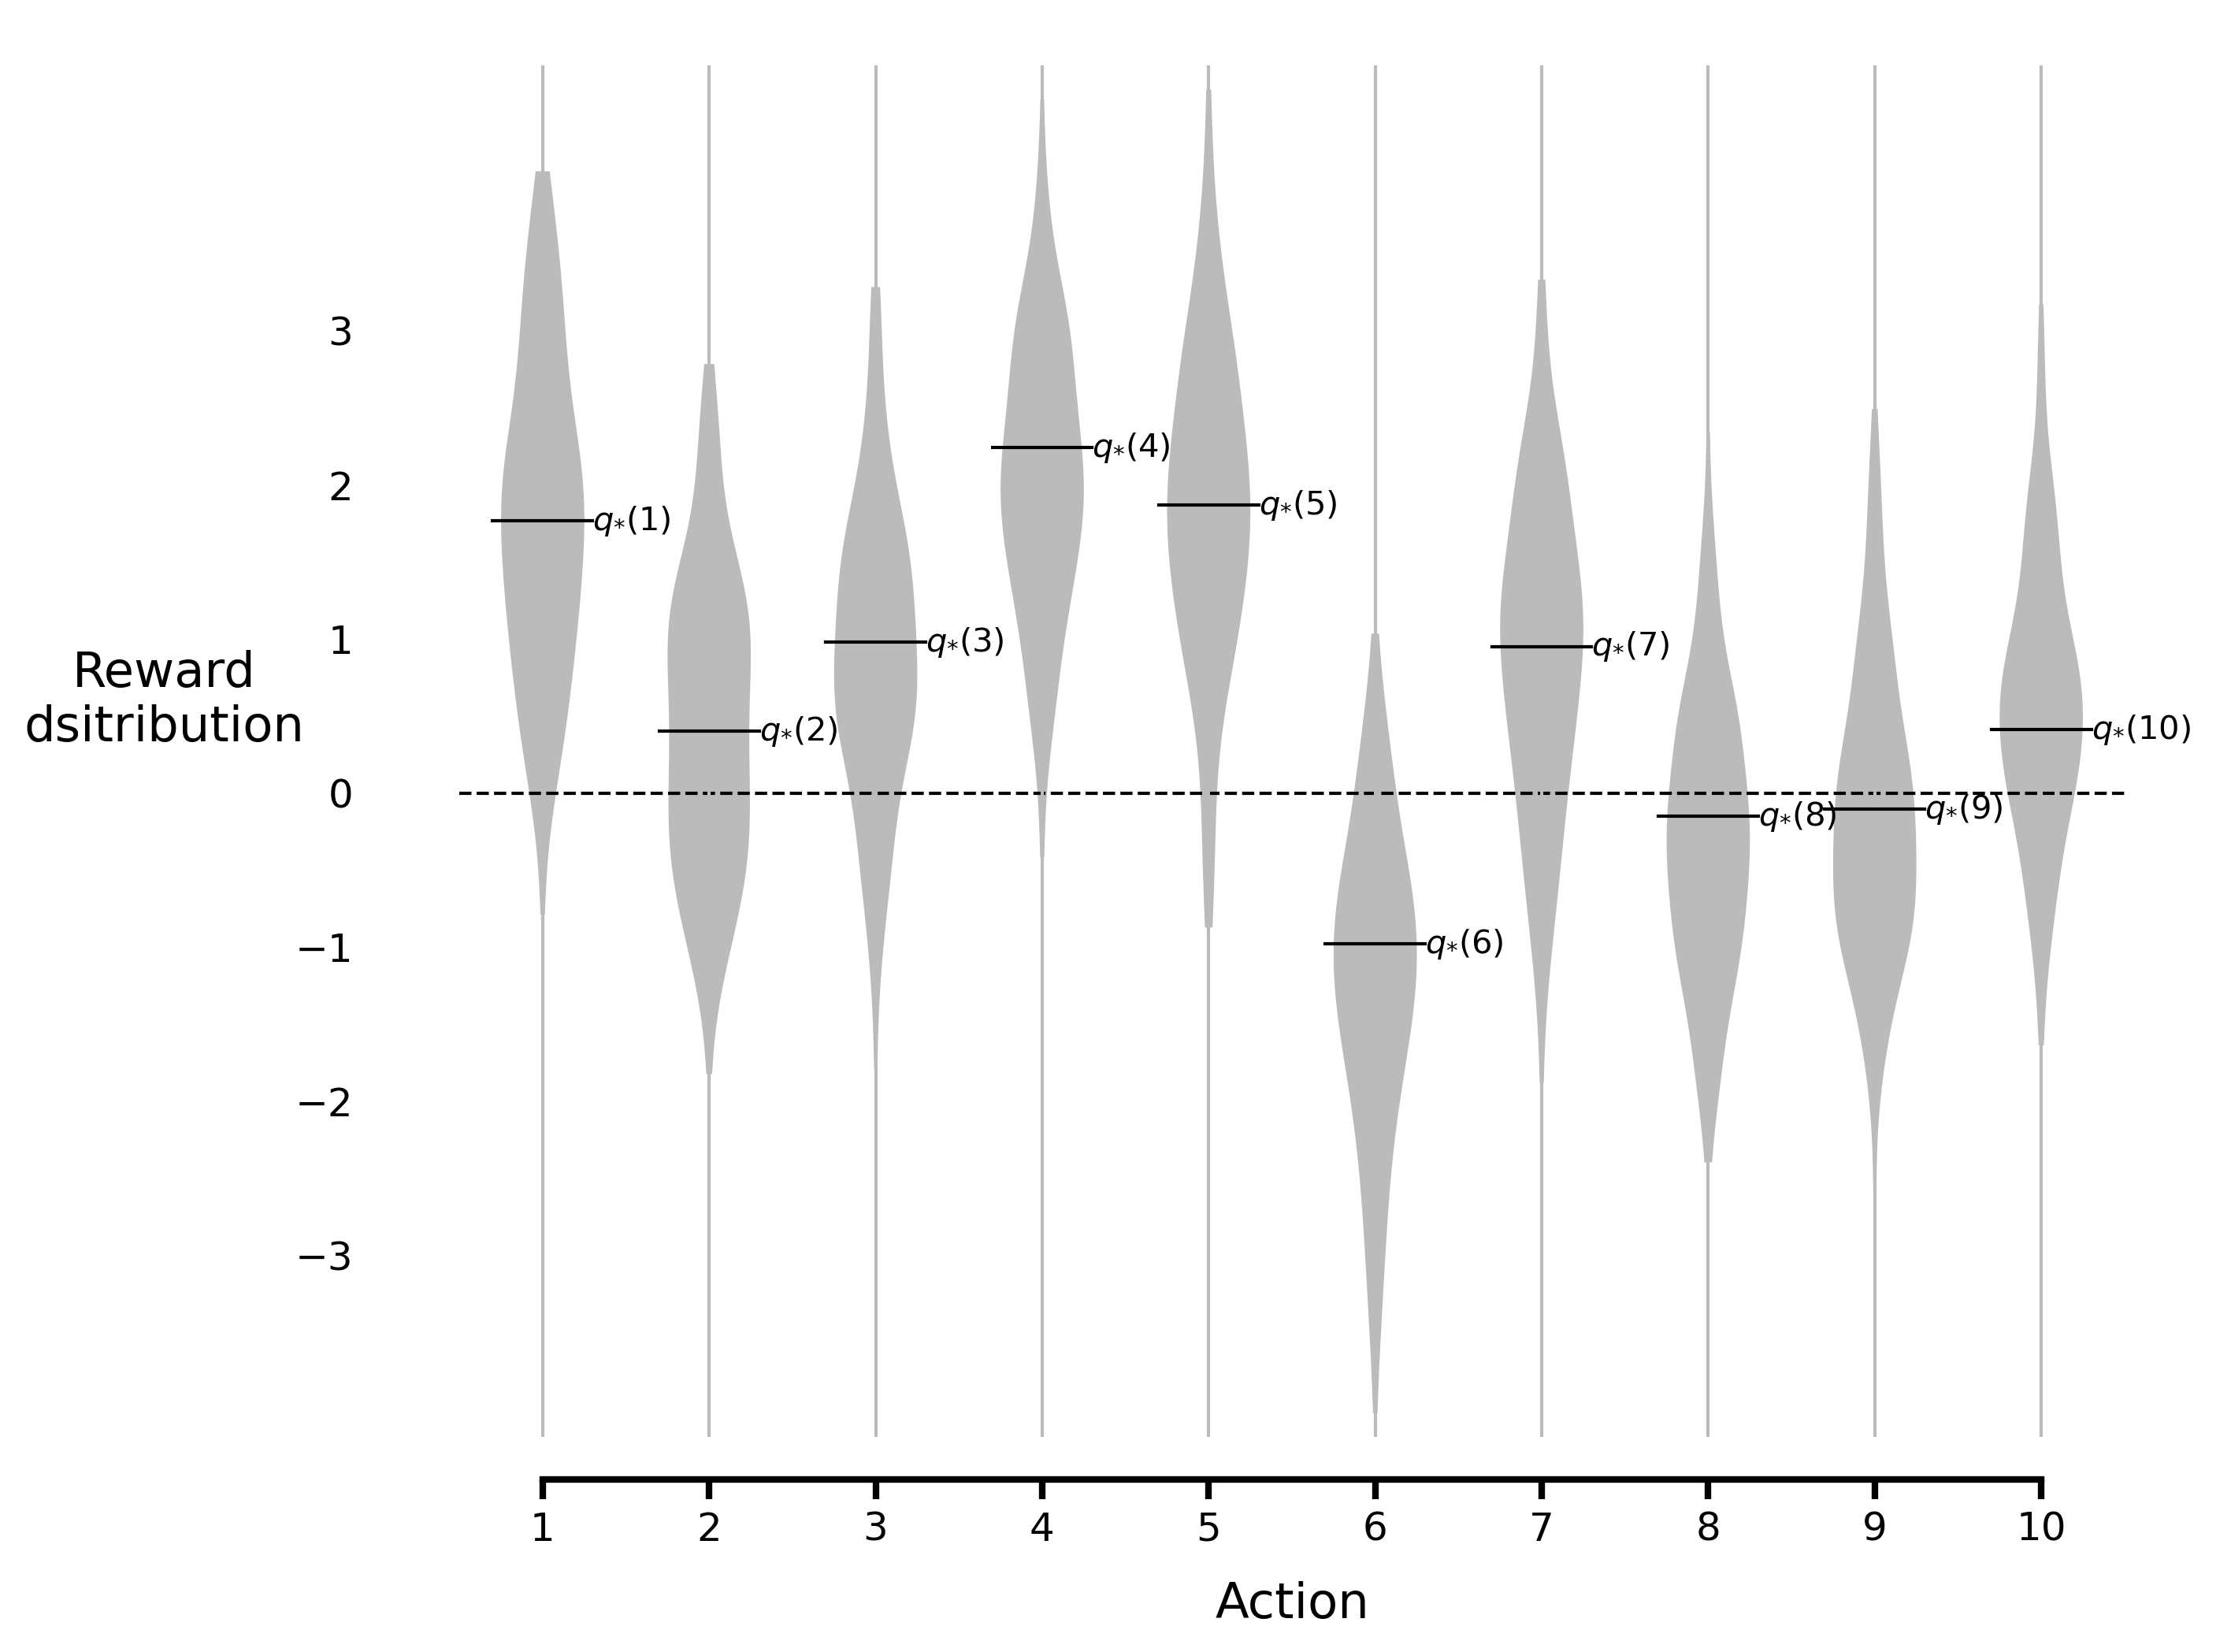 3
q*(4)
2
q*(5)
q*(1)
1
q*(3)
q*(7)
Reward
dsitribution
q*(2)
q*(10)
0
q*(8)
q*(9)
−1
q*(6)
−2
−3
1 2 3 4 5 6 7 8 9 10
Action